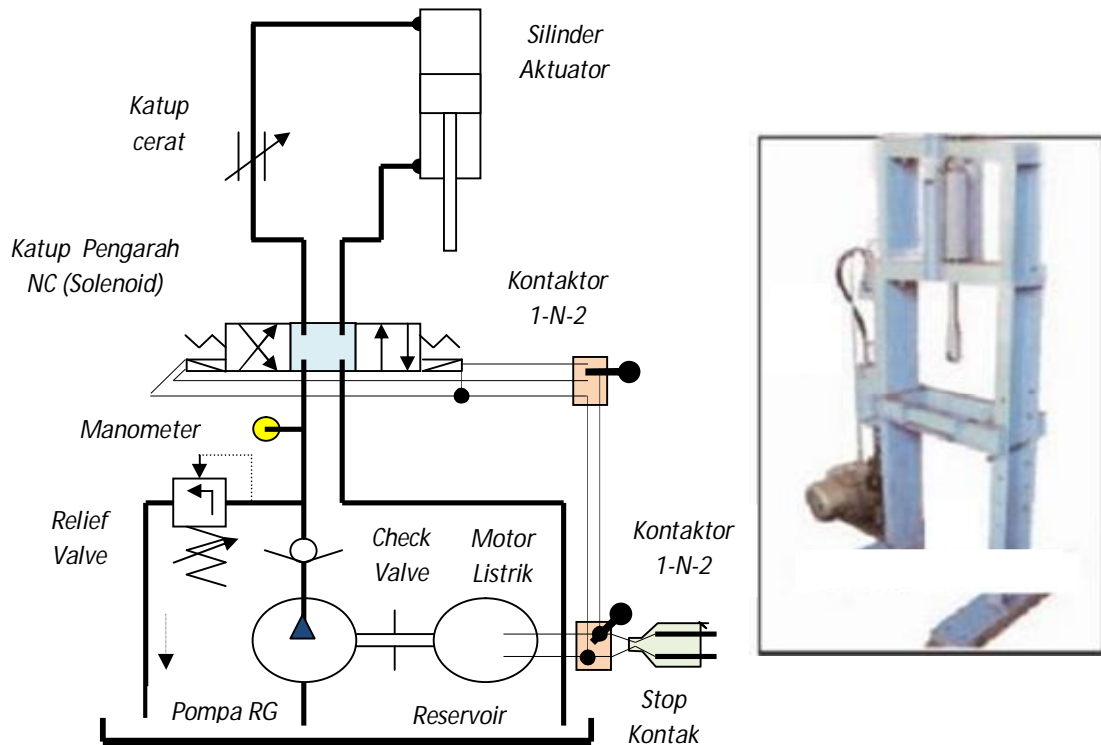 Silinder
Aktuator
Katup
cerat
Katup Pengarah
NC (Solenoid)
Kontaktor
1-N-2
Manometer
Relief
Valve
Check
Valve
Motor
Listrik
Kontaktor
1-N-2
Pompa RG
Reservoir
Stop
Kontak